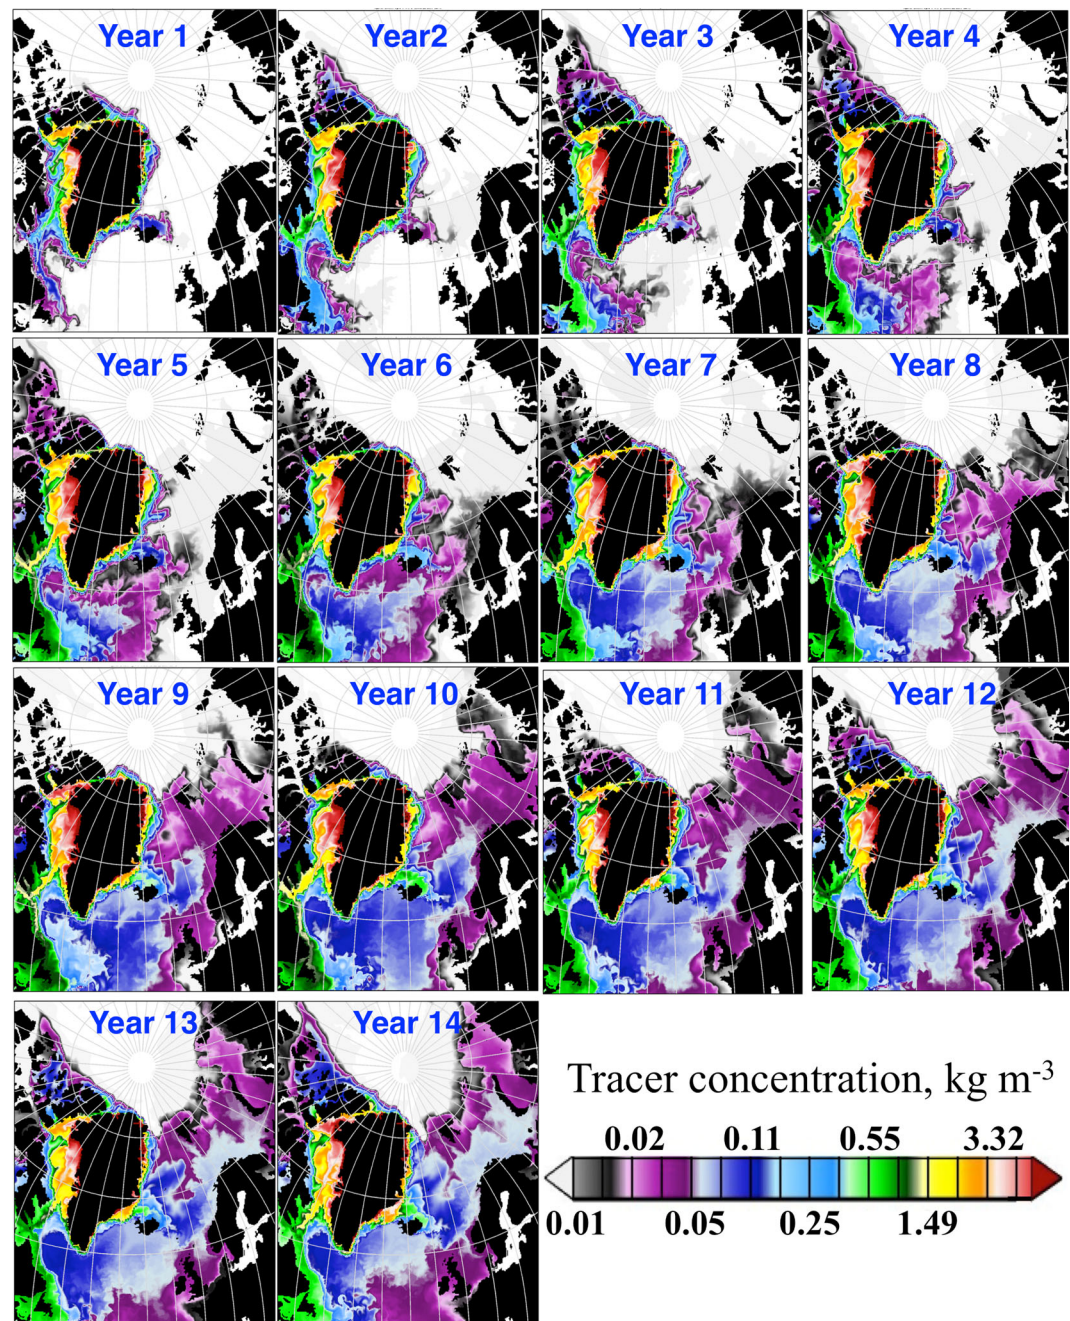 Year 1
Year2
Year 3
Year 4
Year 5
Year 6
Year 7
Year 8
Year 9
Year 10
Year 11
Year 12
Year 13
Year 14
Tracer concentration, kg m-3
0.02 0.11 0.55 3.32
0.01 0.05 0.25 1.49